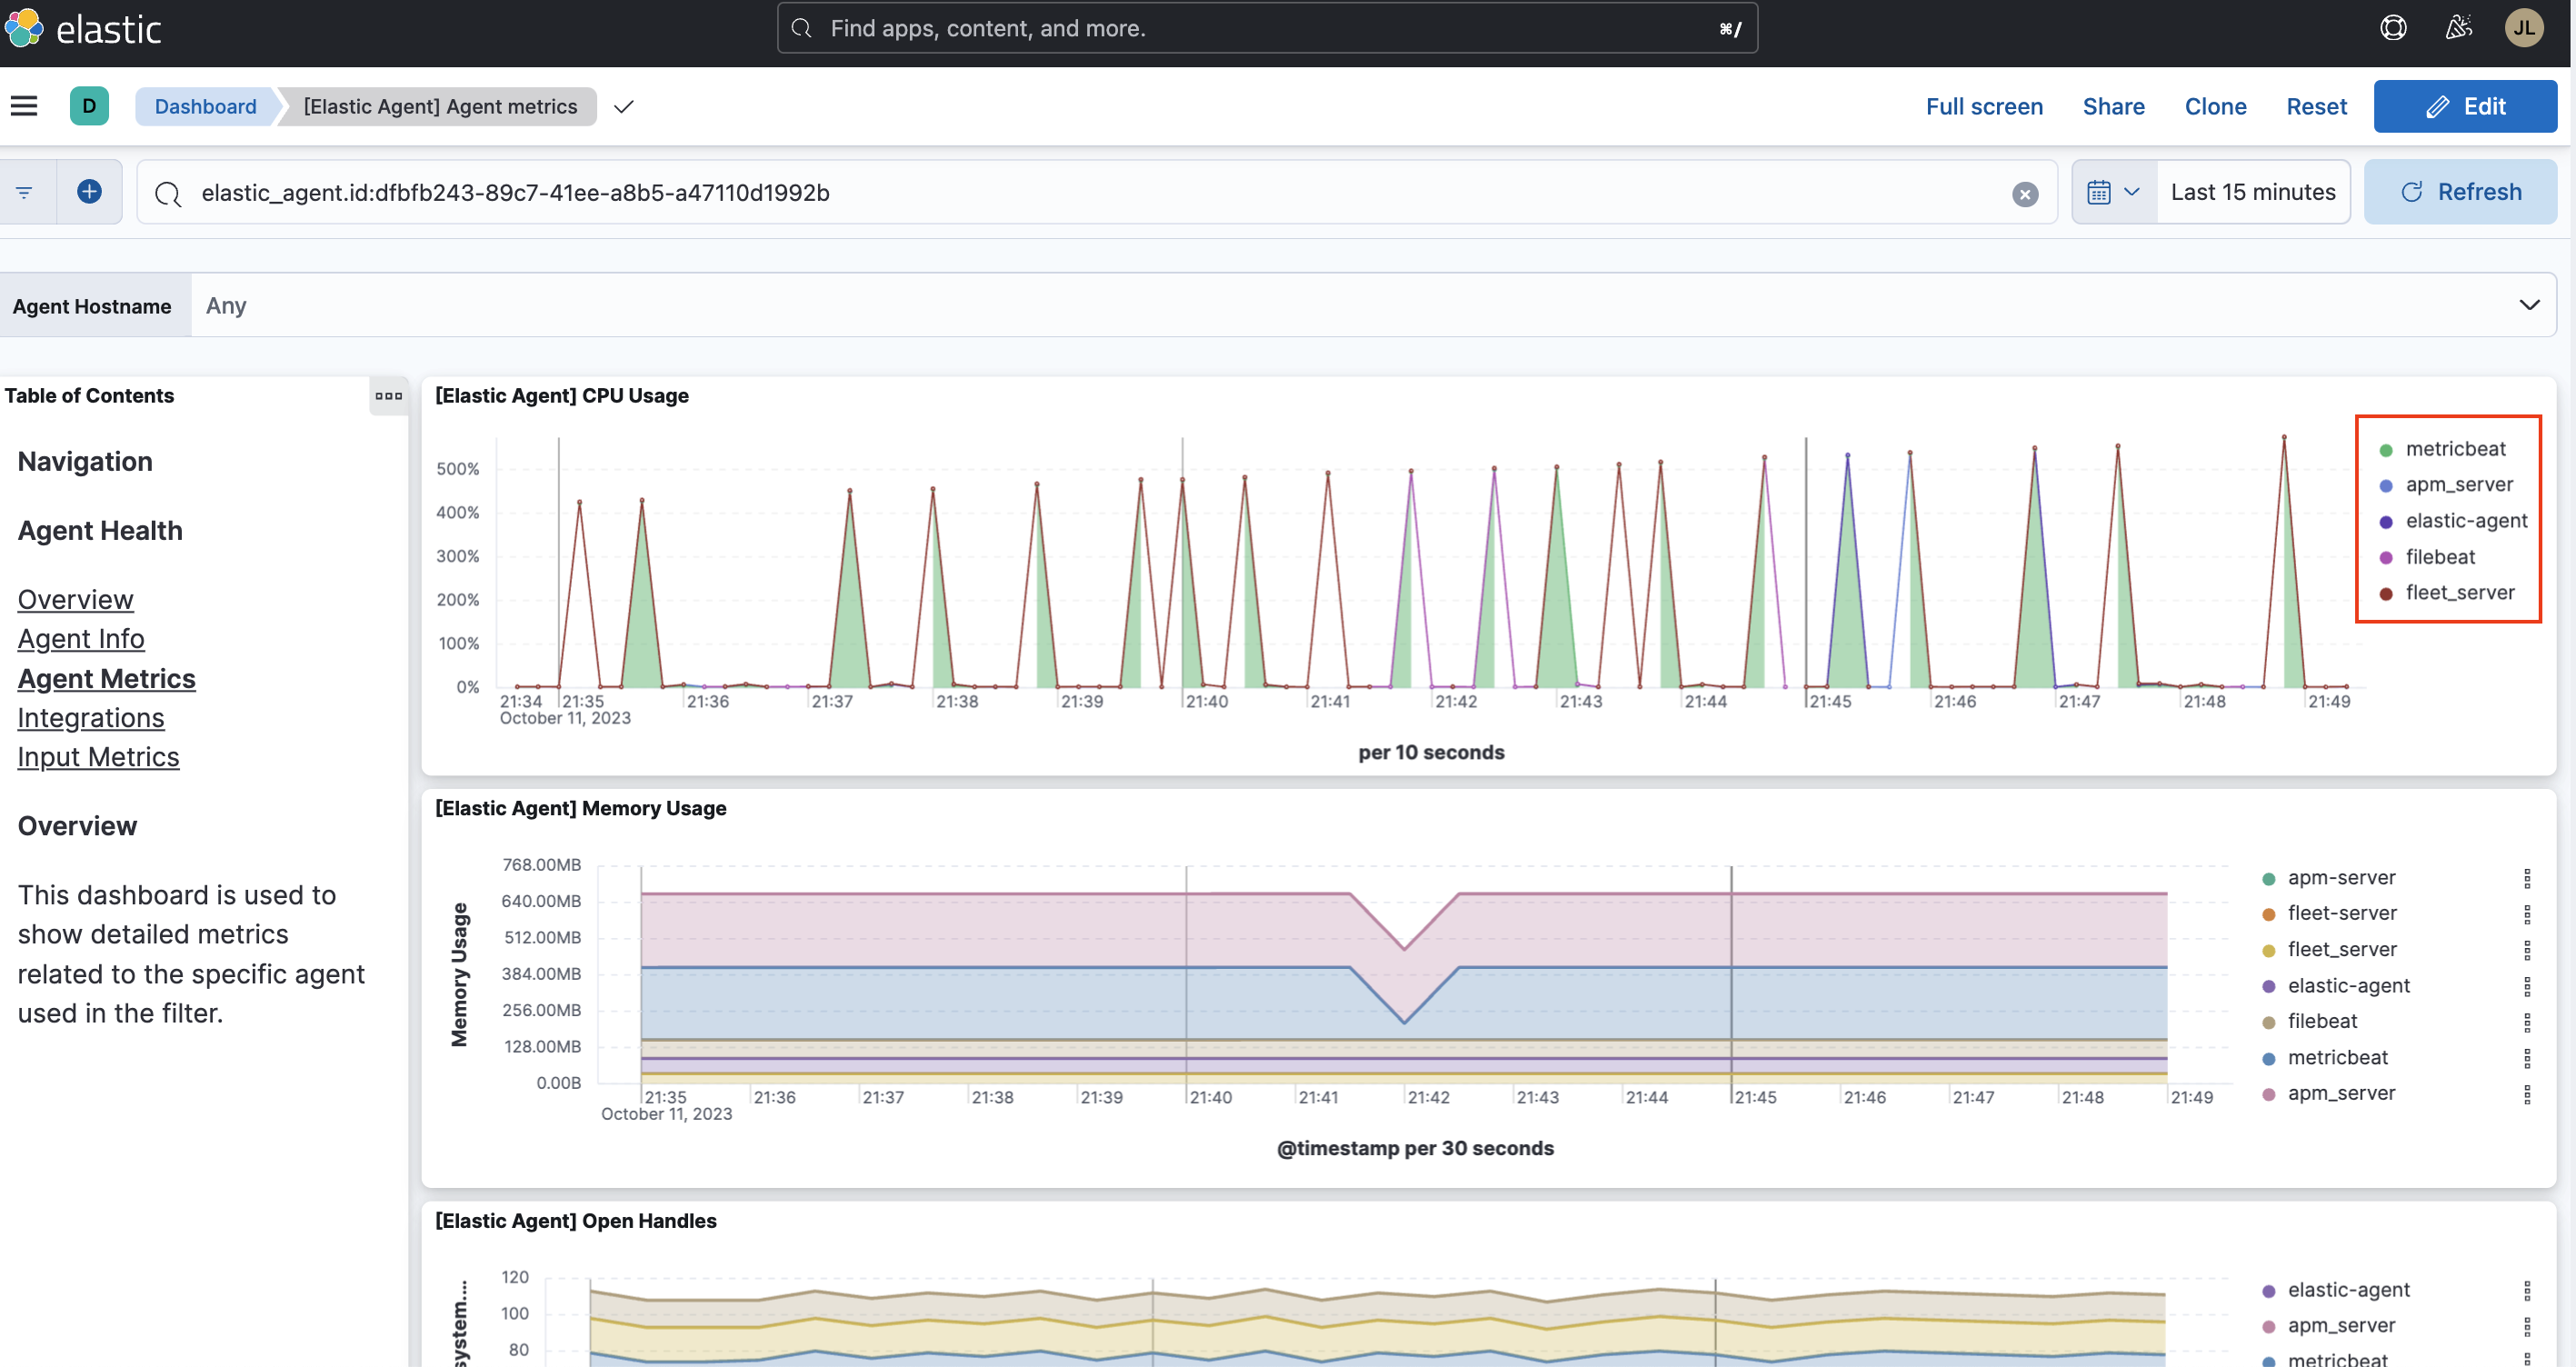 elastic
Find apps, content, and more.
⌘/
JL
D
Dashboard
[Elastic Agent] Agent metrics
Full screen
Share
Clone
Reset
Edit
elastic_agent.id:dfbfb243-89c7-41ee-a8b5-a47110d1992b
Last 15 minutes
Refresh
Agent Hostname
Any
Table of Contents
Navigation
Agent Health
Overview
Agent Info
Agent Metrics
Integrations
Input Metrics
Overview
This dashboard is used to
show detailed metrics
related to the specific agent
used in the filter.
[Elastic Agent] CPU Usage
500%
400%
300%
200%
100%
0%
21:34 21:35 21:36 21:37 21:38 21:39 21:40 21:41 21:42 21:43 21:44 21:45 21:46 21:47 21:48 21:49
October 11, 2023
per 10 seconds
metricbeat
apm_server
elastic-agent
filebeat
fleet_server
[Elastic Agent] Memory Usage
Memory Usage
768.00MB
640.00MB
512.00MB
384.00MB
256.00MB
128.00MB
0.00B
21:35 21:36 21:37 21:38 21:39 21:40 21:41 21:42 21:43 21:44 21:45 21:46 21:47 21:48 21:49
October 11, 2023
@timestamp per 30 seconds
apm-server
fleet-server
fleet_server
elastic-agent
filebeat
metricbeat
apm_server
[Elastic Agent] Open Handles
system....
120
100
80
elastic-agent
apm_server
metricbeat